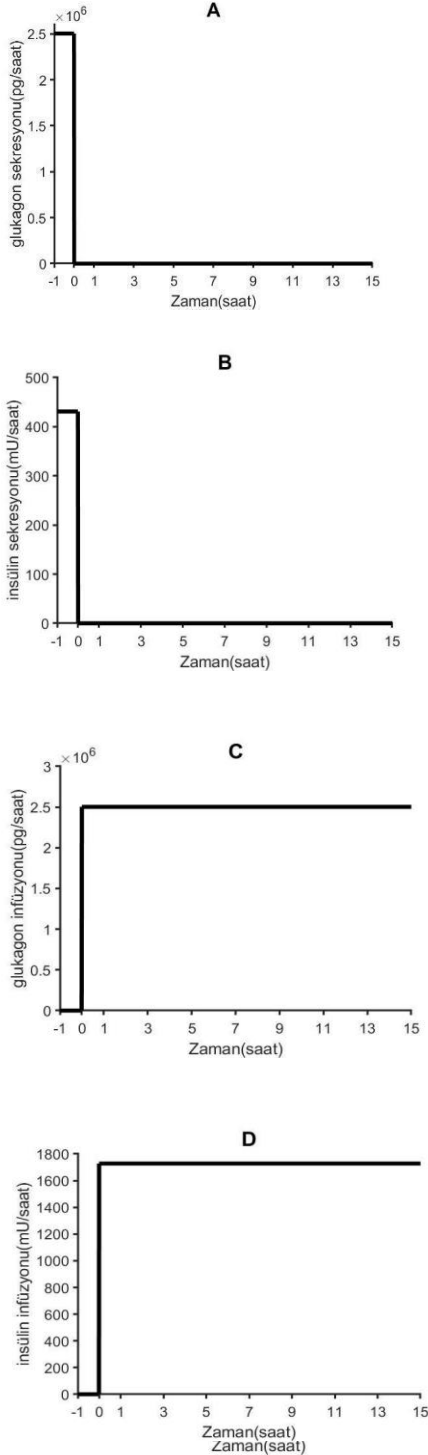 A
×10⁶
glukagon sekresyonu(pg/saat)
2.5
2
1
0.5
0
-1 0 1 3 5 7 9 11 13 15
Zaman(saat)
B
insülin sekresyonu(mU/saat)
500
400
300
200
100
0
-1 0 1 3 5 7 9 11 13 15
Zaman(saat)
C
×10⁶
glukagon infüzyonu(pg/saat)
3
2.5
2
1.5
1
0.5
0
-1 0 1 3 5 7 9 11 13 15
Zaman(saat)
D
insülin infüzyonu(mU/saat)
1800
1600
1400
1200
1000
800
600
400
200
0
-1 0 1 3 5 7 9 11 13 15
Zaman(saat)
Zaman(saat)